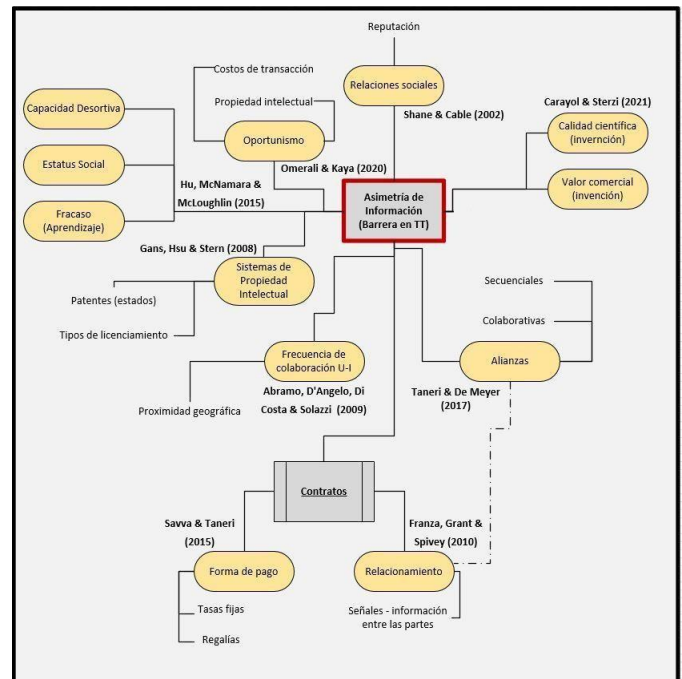 Reputación
Relaciones sociales
Shane & Cable (2002)
Costos de transacción
Propiedad intelectual
Oportunismo
Omerali & Kaya (2020)
Carayol & Sterzi (2021)
Calidad científica
(invernción)
Valor comercial
(invención)
Capacidad Desortiva
Estatus Social
Fracaso
(Aprendizaje)
Hu, McNamara &
McLoughlin (2015)
Asimetría de
Información
(Barrera en TT)
Gans, Hsu & Stern (2008)
Sistemas de
Propiedad
Intelectual
Patentes (estados)
Tipos de licenciamiento
Secuenciales
Colaborativas
Alianzas
Taneri & De Meyer
(2017)
Frecuencia de
colaboración U-I
Abramo, D'Angelo, Di
Costa & Solazzi (2009)
Proximidad geográfica
Contratos
Savva & Taneri
(2015)
Forma de pago
Tasas fijas
Regalías
Franza, Grant &
Spivey (2010)
Relacionamiento
Señales - información
entre las partes